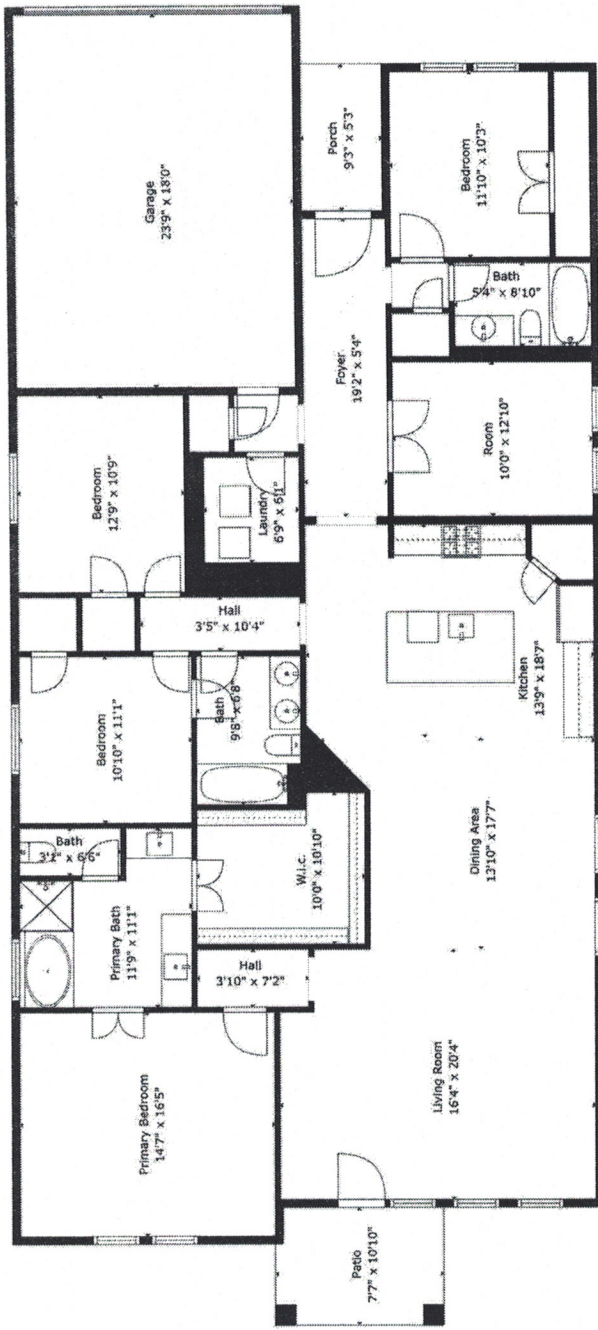 Garage
23'9" x 18'0"
Porch
9'3" x 5'3"
Bedroom
11'10" x 10'3"
Bath
5'4" x 8'10"
Foyer
19'2" x 5'4"
Room
10'0" x 12'10"
Bedroom
12'9" x 10'9"
Laundry
6'9" x 6'1"
Hall
3'5" x 10'4"
Kitchen
13'9" x 18'7"
Bedroom
10'10" x 11'1"
Bath
9'8" x 6'8"
Bath
3'1" x 6'6"
W.i.c.
10'0" x 10'10"
Dining Area
13'10" x 17'7"
Primary Bath
11'9" x 11'1"
Hall
3'10" x 7'2"
Living Room
16'4" x 20'4"
Primary Bedroom
14'7" x 16'5"
Patio
7'7" x 10'10"